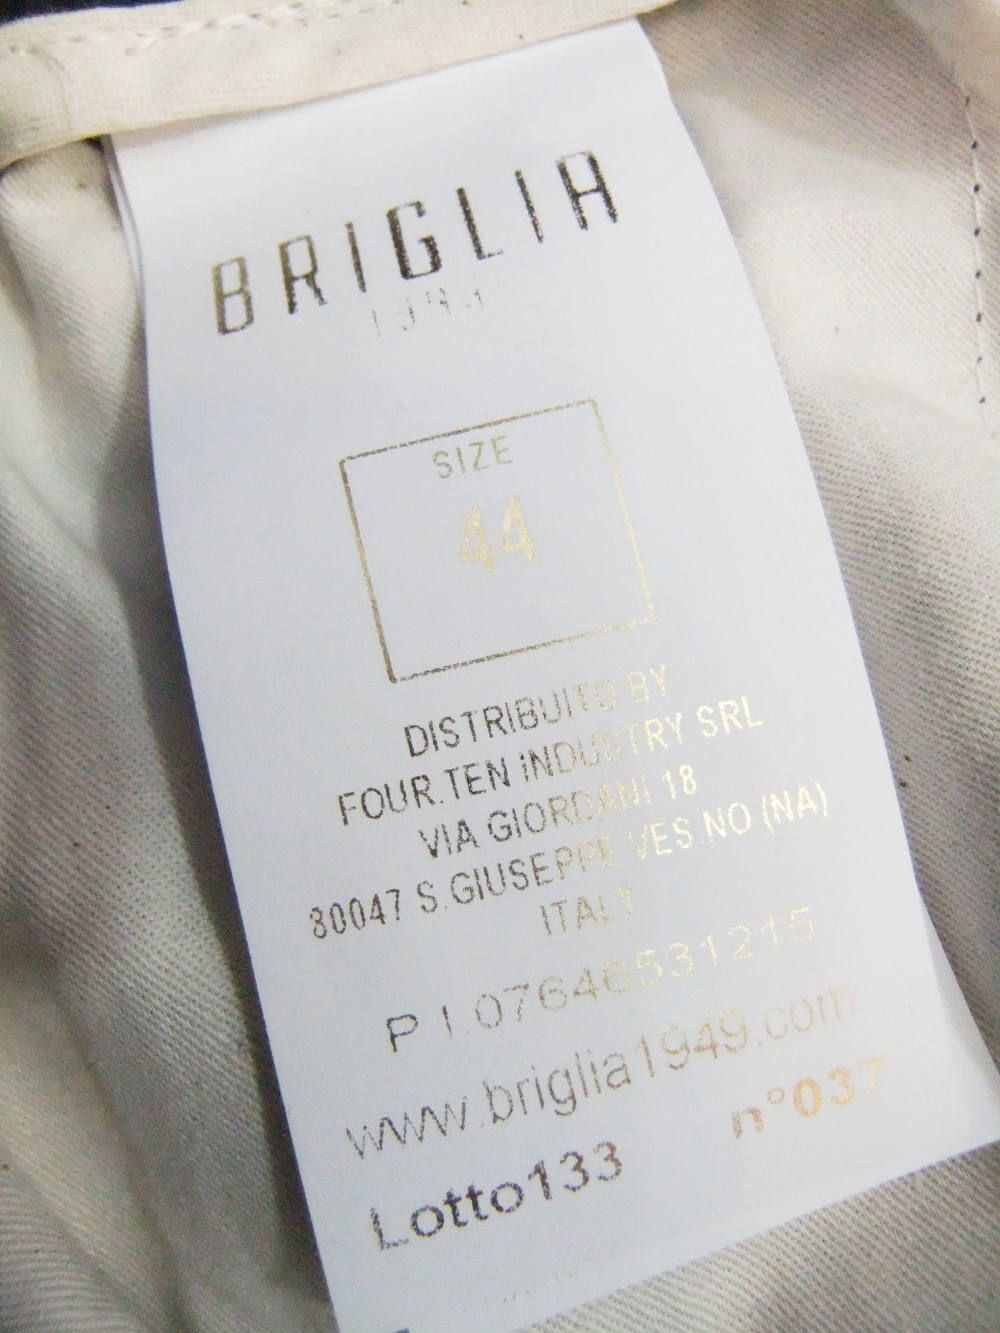 BRIGLIA
SIZE
44
DISTRIBUITO BY
FOUR.TEN INDUSTRY SRL
VIA GIORDANI 18
80047 S.GIUSEPPE VES.NO (NA)
ITALY
P I.07646531215
www.briglia1949.com
Lotto133 n°037